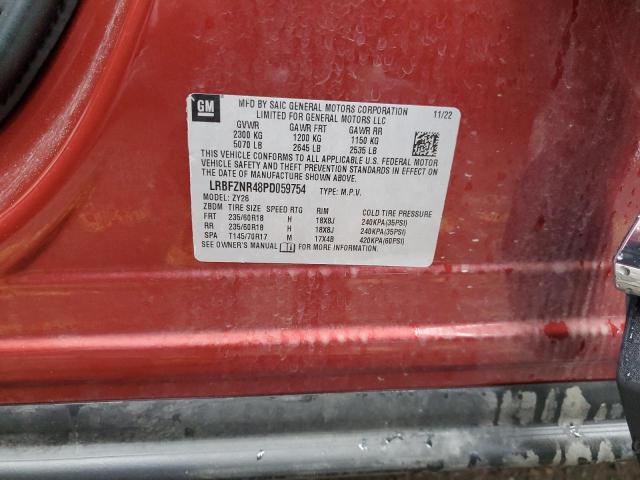 GM
MFD BY SAIC GENERAL MOTORS CORPORATION
LIMITED FOR GENERAL MOTORS LLC 11/22
GVWR GAWR FRT GAWR RR
2300 KG 1200 KG 1150 KG
5070 LB 2645 LB 2535 LB
THIS VEHICLE CONFORMS TO ALL APPLICABLE U.S. FEDERAL MOTOR
VEHICLE SAFETY AND THEFT PREVENTION STANDARDS IN EFFECT ON
THE DATE OF MANUFACTURE SHOWN ABOVE.
LRBFZNR48PD059754 TYPE: M.P.V.
MODEL: ZY26
ZBDM TIRE SIZE SPEED RTG RIM COLD TIRE PRESSURE
FRT 235/60R18 H 18X8J 240KPA(35PSI)
RR 235/60R18 H 18X8J 240KPA(35PSI)
SPA T145/70R17 M 17X4B 420KPA(60PSI)
SEE OWNER'S MANUAL FOR MORE INFORMATION.